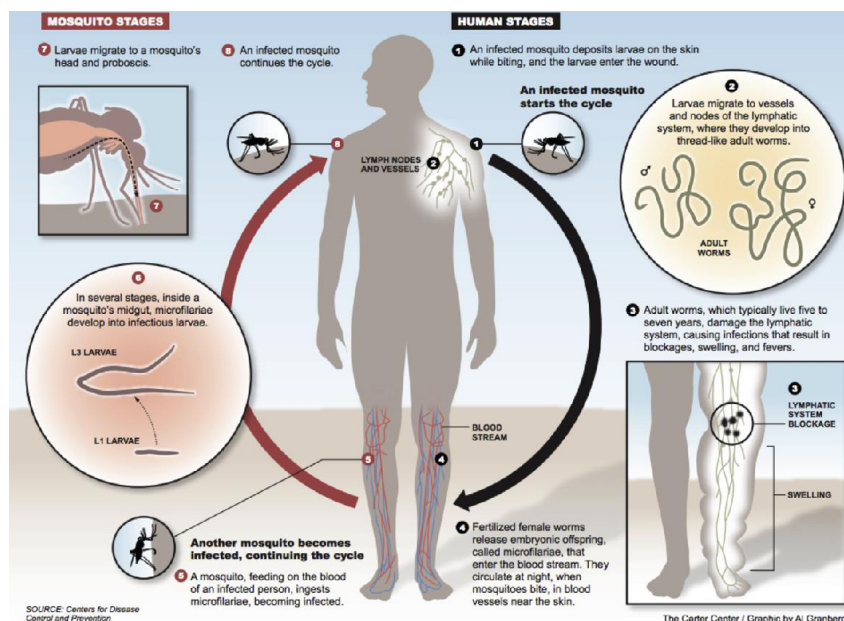 MOSQUITO STAGES
HUMAN STAGES
7 Larvae migrate to a mosquito's
head and proboscis.
8 An infected mosquito
continues the cycle.
1 An infected mosquito deposits larvae on the skin
while biting, and the larvae enter the wound.
An infected mosquito
starts the cycle
2
Larvae migrate to vessels
and nodes of the lymphatic
system, where they develop into
thread-like adult worms.
♂
♀
ADULT
WORMS
8
LYMPH NODES
AND VESSELS
2
1
7
6
In several stages, inside a
mosquito's midgut, microfilariae
develop into infectious larvae.
L3 LARVAE
L1 LARVAE
3 Adult worms, which typically live five to
seven years, damage the lymphatic
system, causing infections that result in
blockages, swelling, and fevers.
3
LYMPHATIC
SYSTEM
BLOCKAGE
SWELLING
BLOOD
STREAM
5
4
Another mosquito becomes
infected, continuing the cycle
5 A mosquito, feeding on the blood
of an infected person, ingests
microfilariae, becoming infected.
4 Fertilized female worms
release embryonic offspring,
called microfilariae, that
enter the blood stream. They
circulate at night, when
mosquitoes bite, in blood
vessels near the skin.
SOURCE: Centers for Disease
Control and Prevention
The Carter Center / Graphic by Al Granberg